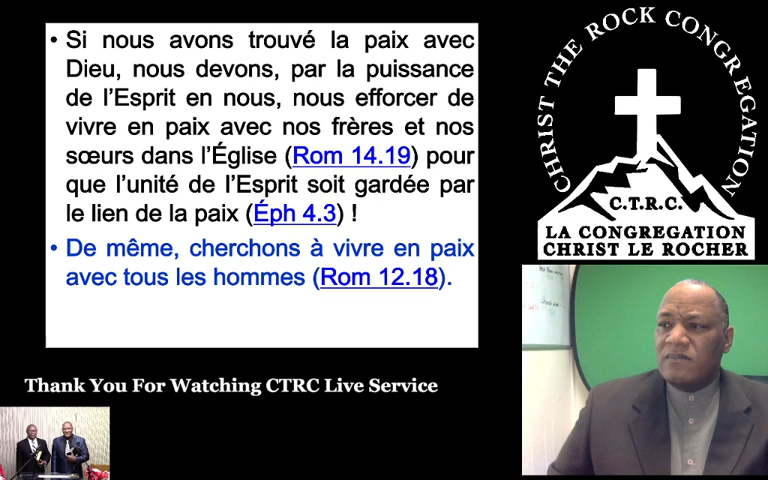 • Si nous avons trouvé la paix avec
Dieu, nous devons, par la puissance
de l'Esprit en nous, nous efforcer de
vivre en paix avec nos frères et nos
sœurs dans l'Église (Rom 14.19) pour
que l'unité de l'Esprit soit gardée par
le lien de la paix (Éph 4.3) !
• De même, cherchons à vivre en paix
avec tous les hommes (Rom 12.18).
CHRIST THE ROCK CONGREGATION
C.T.R.C.
LA CONGREGATION
CHRIST LE ROCHER
Thank You For Watching CTRC Live Service